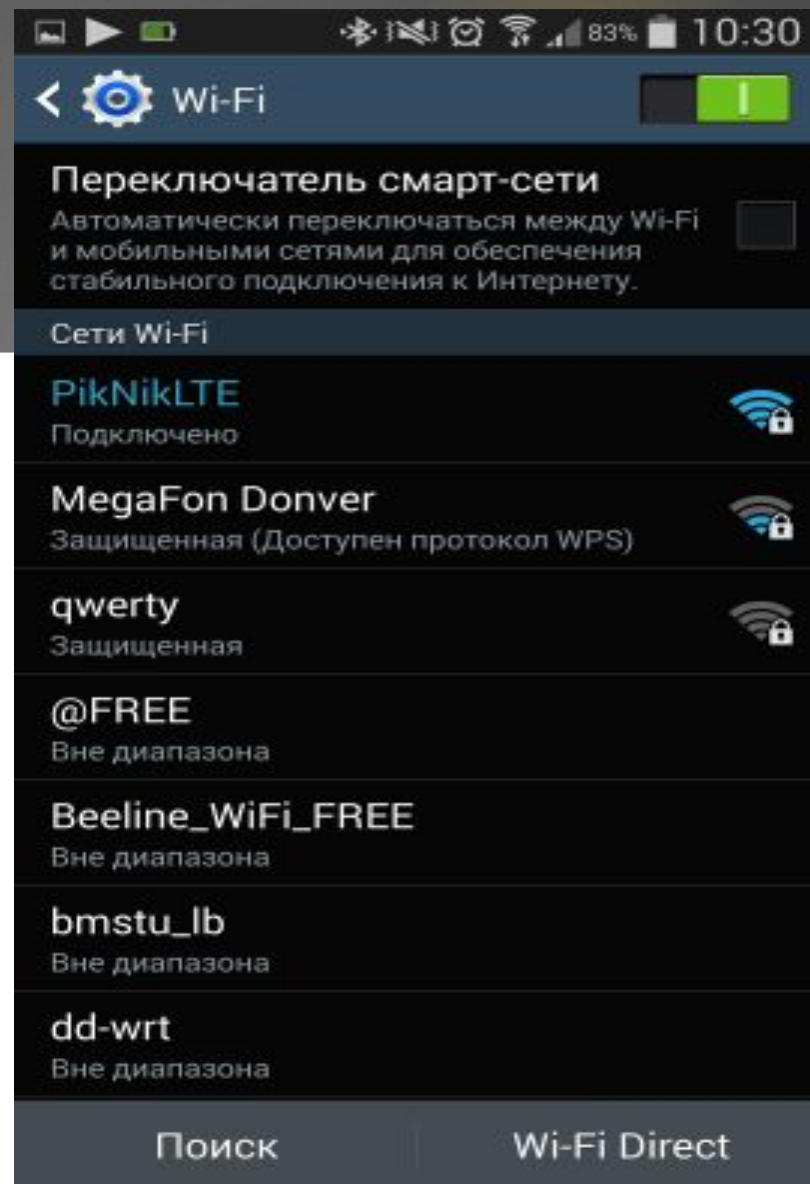 83% 10:30
Wi-Fi
Переключатель смарт-сети
Автоматически переключаться между Wi-Fi
и мобильными сетями для обеспечения
стабильного подключения к Интернету.
Сети Wi-Fi
PikNikLTE
Подключено
MegaFon Donver
Защищенная (Доступен протокол WPS)
qwerty
Защищенная
@FREE
Вне диапазона
Beeline_WiFi_FREE
Вне диапазона
bmstu_lb
Вне диапазона
dd-wrt
Вне диапазона
Поиск Wi-Fi Direct